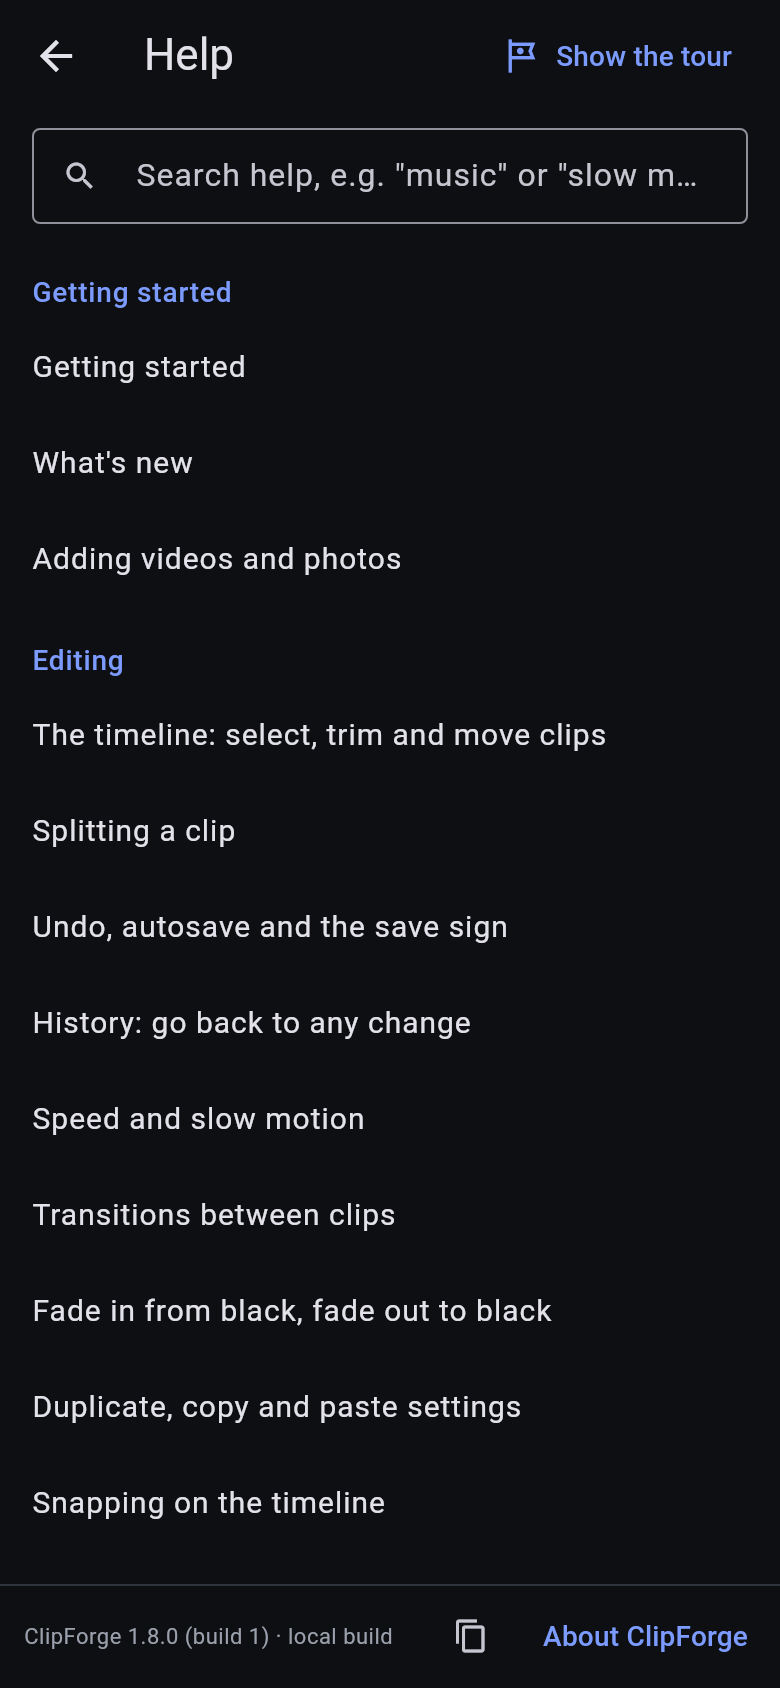 Help
Show the tour
Search help, e.g. "music" or "slow m…
Getting started
Getting started
What's new
Adding videos and photos
Editing
The timeline: select, trim and move clips
Splitting a clip
Undo, autosave and the save sign
History: go back to any change
Speed and slow motion
Transitions between clips
Fade in from black, fade out to black
Duplicate, copy and paste settings
Snapping on the timeline
ClipForge 1.8.0 (build 1) · local build
About ClipForge